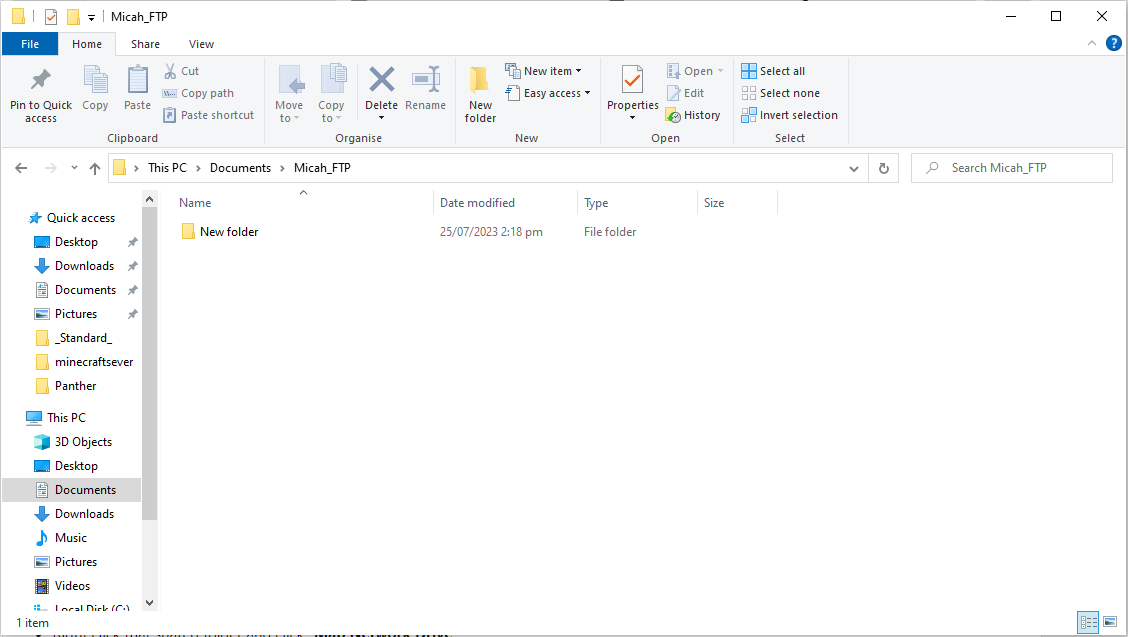 Micah_FTP
File Home Share View
Pin to Quick access
Copy
Paste
Cut
Copy path
Paste shortcut
Clipboard
Move to
Copy to
Delete
Rename
Organise
New folder
New item
Easy access
New
Properties
Open
Edit
History
Open
Select all
Select none
Invert selection
Select
This PC > Documents > Micah_FTP
Search Micah_FTP
Name Date modified Type Size
New folder 25/07/2023 2:18 pm File folder
Quick access
Desktop
Downloads
Documents
Pictures
_Standard_
minecraftsever
Panther
This PC
3D Objects
Desktop
Documents
Downloads
Music
Pictures
Videos
Local Disk (C:)
1 item